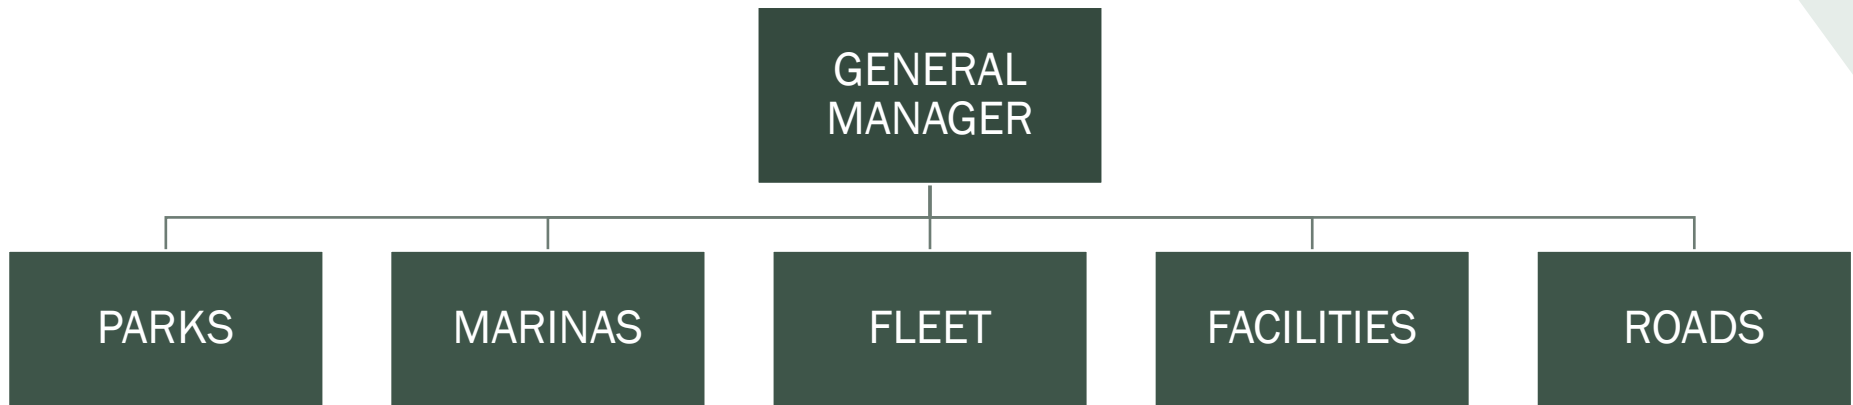 GENERAL
MANAGER
PARKS
MARINAS
FLEET
FACILITIES
ROADS